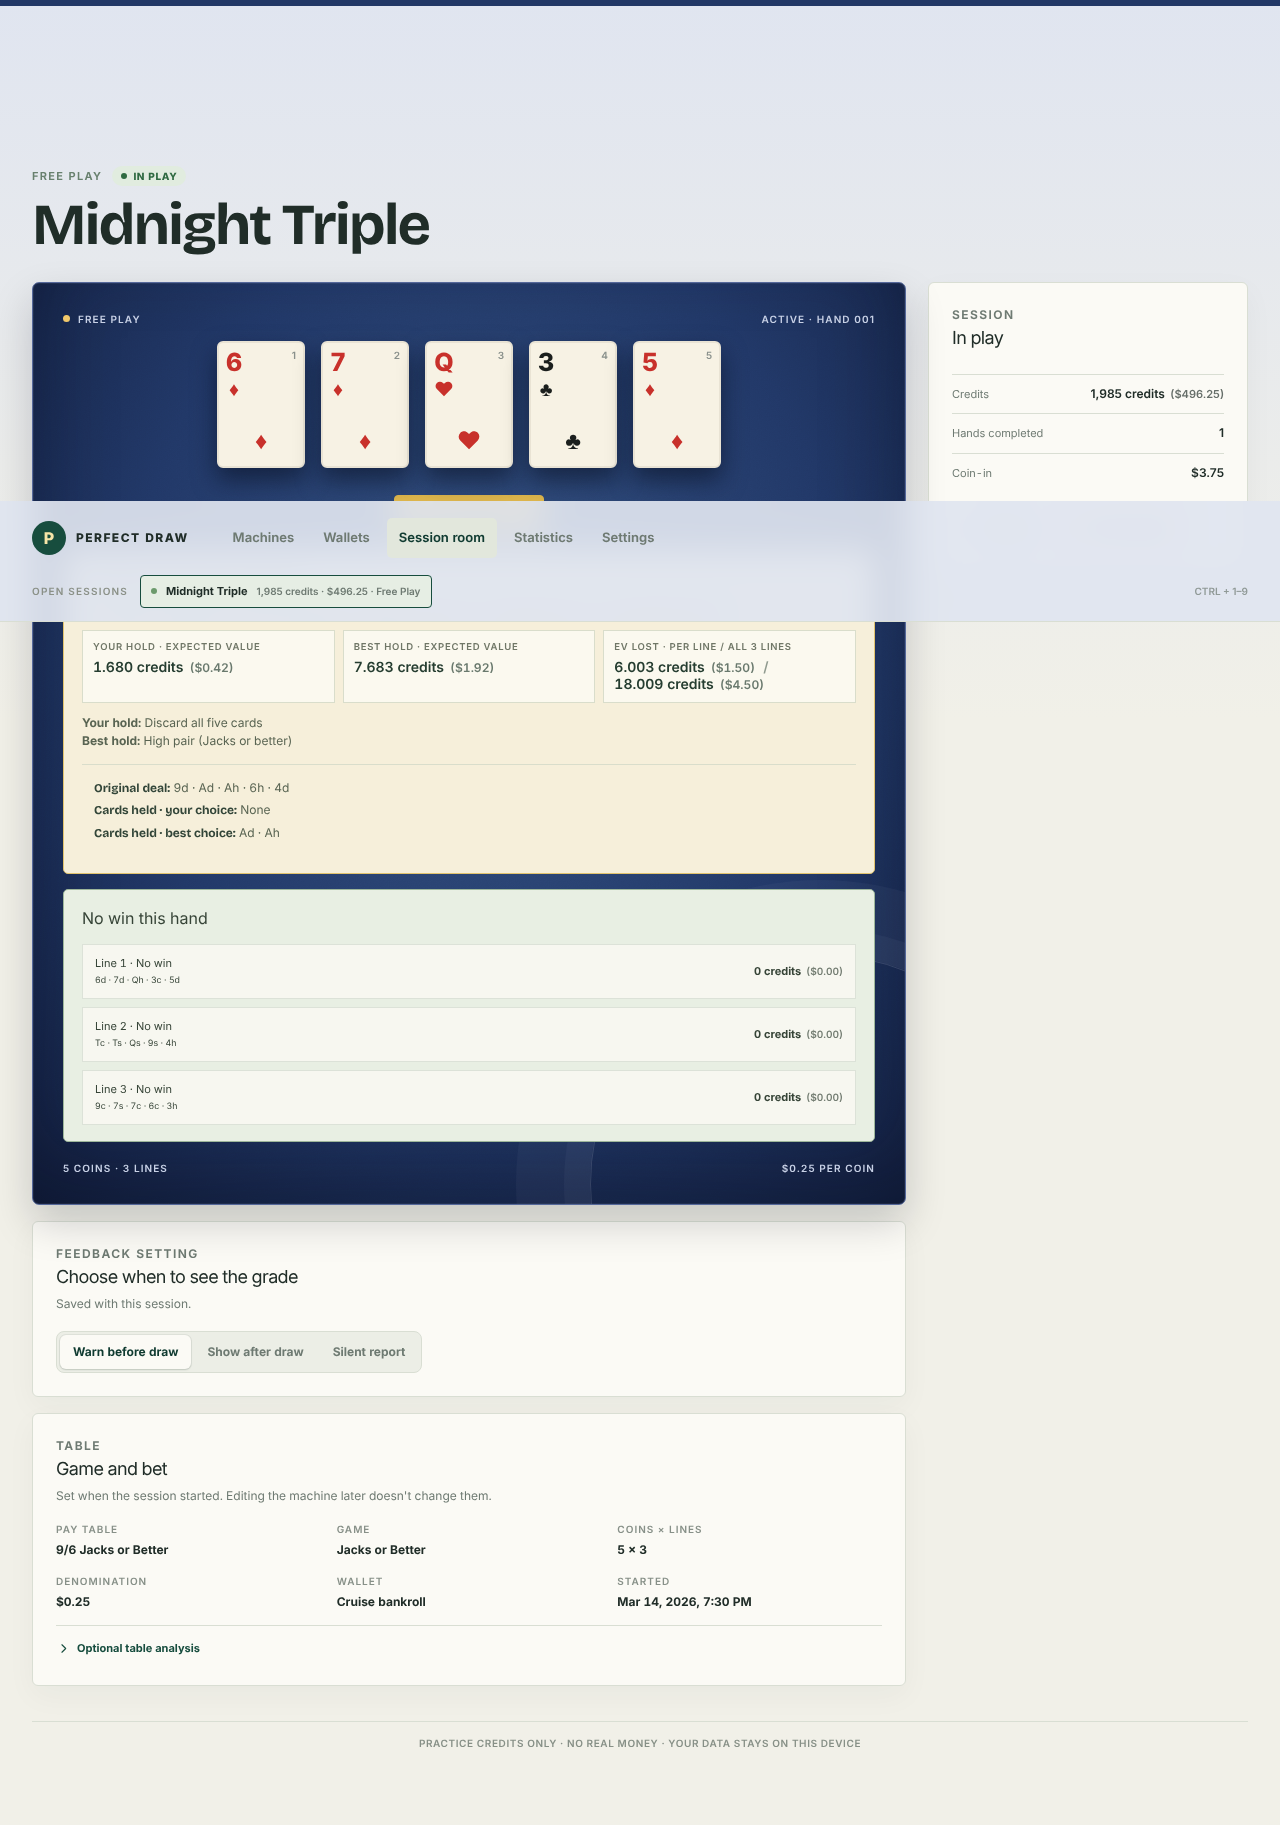 FREE PLAY IN PLAY
Midnight Triple
FREE PLAY ACTIVE · HAND 001
6 1 7 2 Q 3 3 4 5 5
SESSION
In play
Credits 1,985 credits ($496.25)
Hands completed 1
Coin-in $3.75
P PERFECT DRAW Machines Wallets Session room Statistics Settings
OPEN SESSIONS Midnight Triple 1,985 credits · $496.25 · Free Play CTRL + 1–9
YOUR HOLD · EXPECTED VALUE
1.680 credits ($0.42)
BEST HOLD · EXPECTED VALUE
7.683 credits ($1.92)
EV LOST · PER LINE / ALL 3 LINES
6.003 credits ($1.50) /
18.009 credits ($4.50)
Your hold: Discard all five cards
Best hold: High pair (Jacks or better)
Original deal: 9d · Ad · Ah · 6h · 4d
Cards held · your choice: None
Cards held · best choice: Ad · Ah
No win this hand
Line 1 · No win
6d · 7d · Qh · 3c · 5d
0 credits ($0.00)
Line 2 · No win
Tc · Ts · Qs · 9s · 4h
0 credits ($0.00)
Line 3 · No win
9c · 7s · 7c · 6c · 3h
0 credits ($0.00)
5 COINS · 3 LINES $0.25 PER COIN
FEEDBACK SETTING
Choose when to see the grade
Saved with this session.
Warn before draw Show after draw Silent report
TABLE
Game and bet
Set when the session started. Editing the machine later doesn't change them.
PAY TABLE GAME COINS × LINES
9/6 Jacks or Better Jacks or Better 5 × 3
DENOMINATION WALLET STARTED
$0.25 Cruise bankroll Mar 14, 2026, 7:30 PM
Optional table analysis
PRACTICE CREDITS ONLY · NO REAL MONEY · YOUR DATA STAYS ON THIS DEVICE